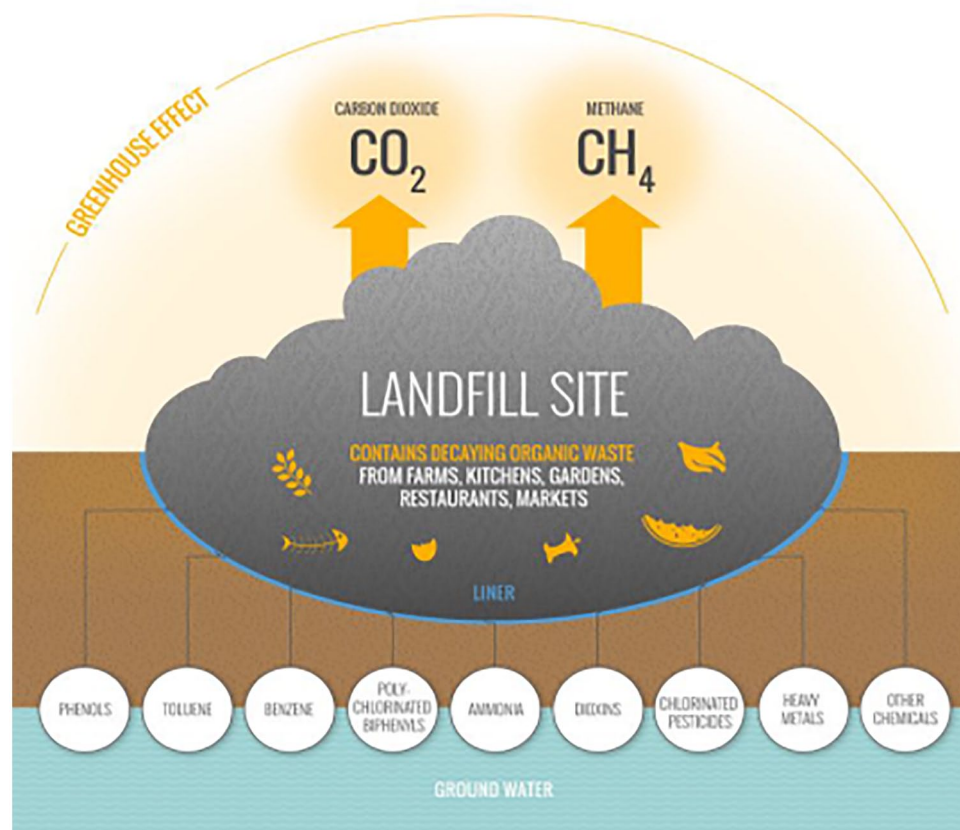 GREENHOUSE EFFECT
CARBON DIOXIDE
CO₂
METHANE
CH₄
LANDFILL SITE
CONTAINS DECAYING ORGANIC WASTE
FROM FARMS, KITCHENS, GARDENS,
RESTAURANTS, MARKETS
LINER
PHENOLS
TOLUENE
BENZENE
POLY-
CHLORINATED
BIPHENYLS
AMMONIA
DIOXINS
CHLORINATED
PESTICIDES
HEAVY
METALS
OTHER
CHEMICALS
GROUND WATER